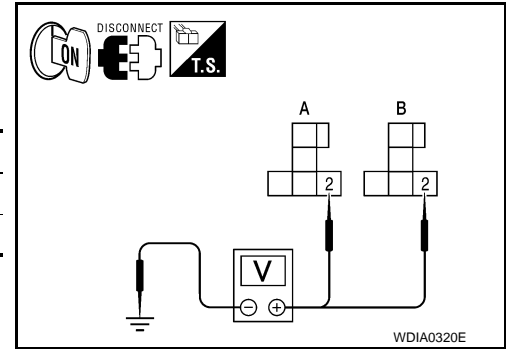 DISCONNECT
ON
T.S.
A B
2 2
V
− +
WDIA0320E